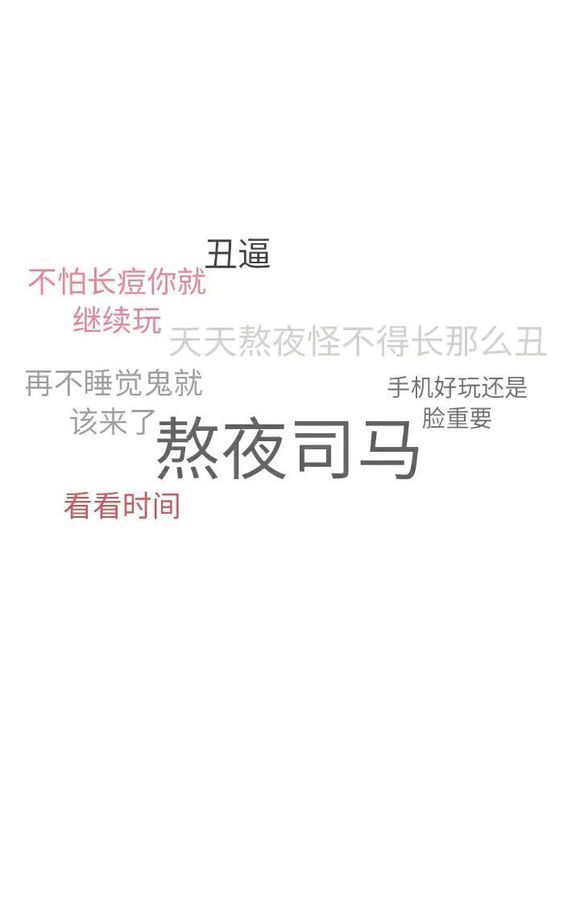 丑逼
不怕长痘你就
继续玩
天天熬夜怪不得长那么丑
再不睡觉鬼就
该来了
手机好玩还是
脸重要
熬夜司马
看看时间